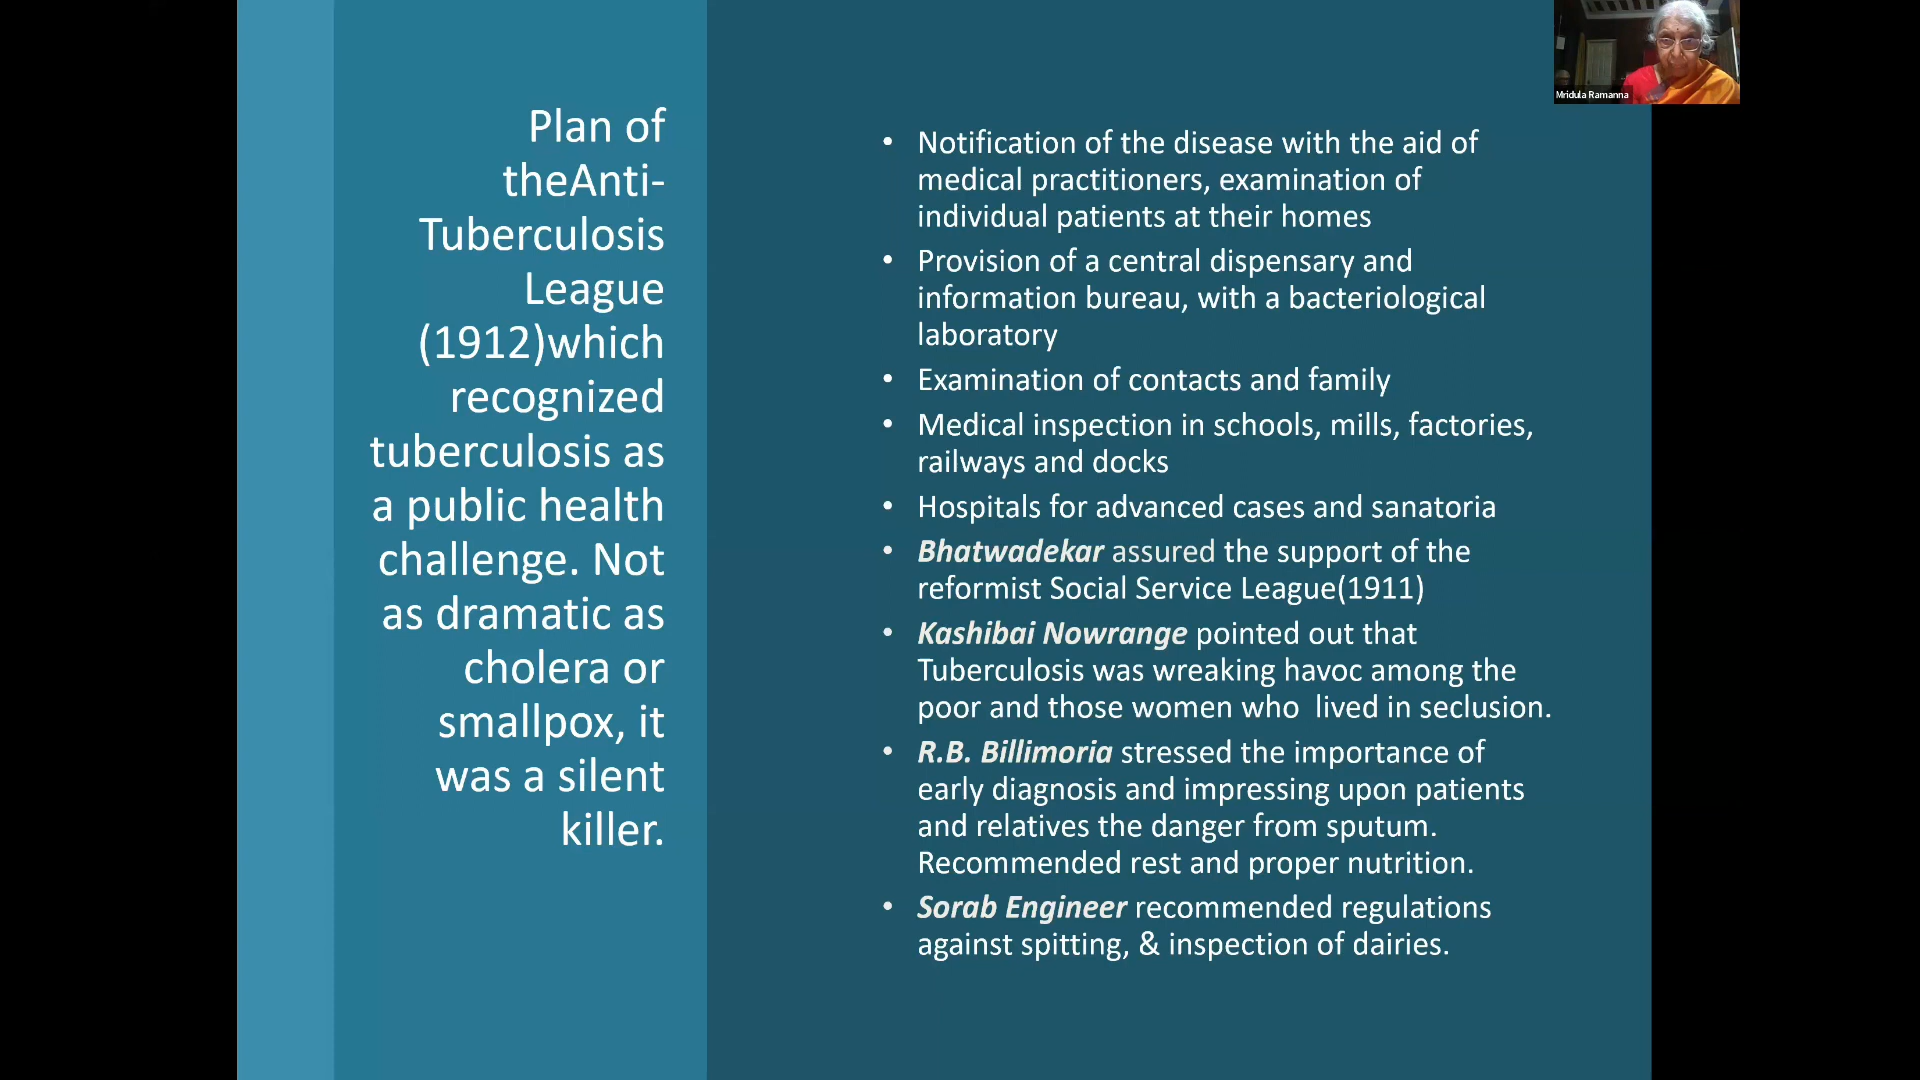 Plan of
theAnti-
Tuberculosis
League
(1912)which
recognized
tuberculosis as
a public health
challenge. Not
as dramatic as
cholera or
smallpox, it
was a silent
killer.
• Notification of the disease with the aid of
medical practitioners, examination of
individual patients at their homes
• Provision of a central dispensary and
information bureau, with a bacteriological
laboratory
• Examination of contacts and family
• Medical inspection in schools, mills, factories,
railways and docks
• Hospitals for advanced cases and sanatoria
• Bhatwadekar assured the support of the
reformist Social Service League(1911)
• Kashibai Nowrange pointed out that
Tuberculosis was wreaking havoc among the
poor and those women who  lived in seclusion.
• R.B. Billimoria stressed the importance of
early diagnosis and impressing upon patients
and relatives the danger from sputum.
Recommended rest and proper nutrition.
• Sorab Engineer recommended regulations
against spitting, & inspection of dairies.
Mridula Ramanna